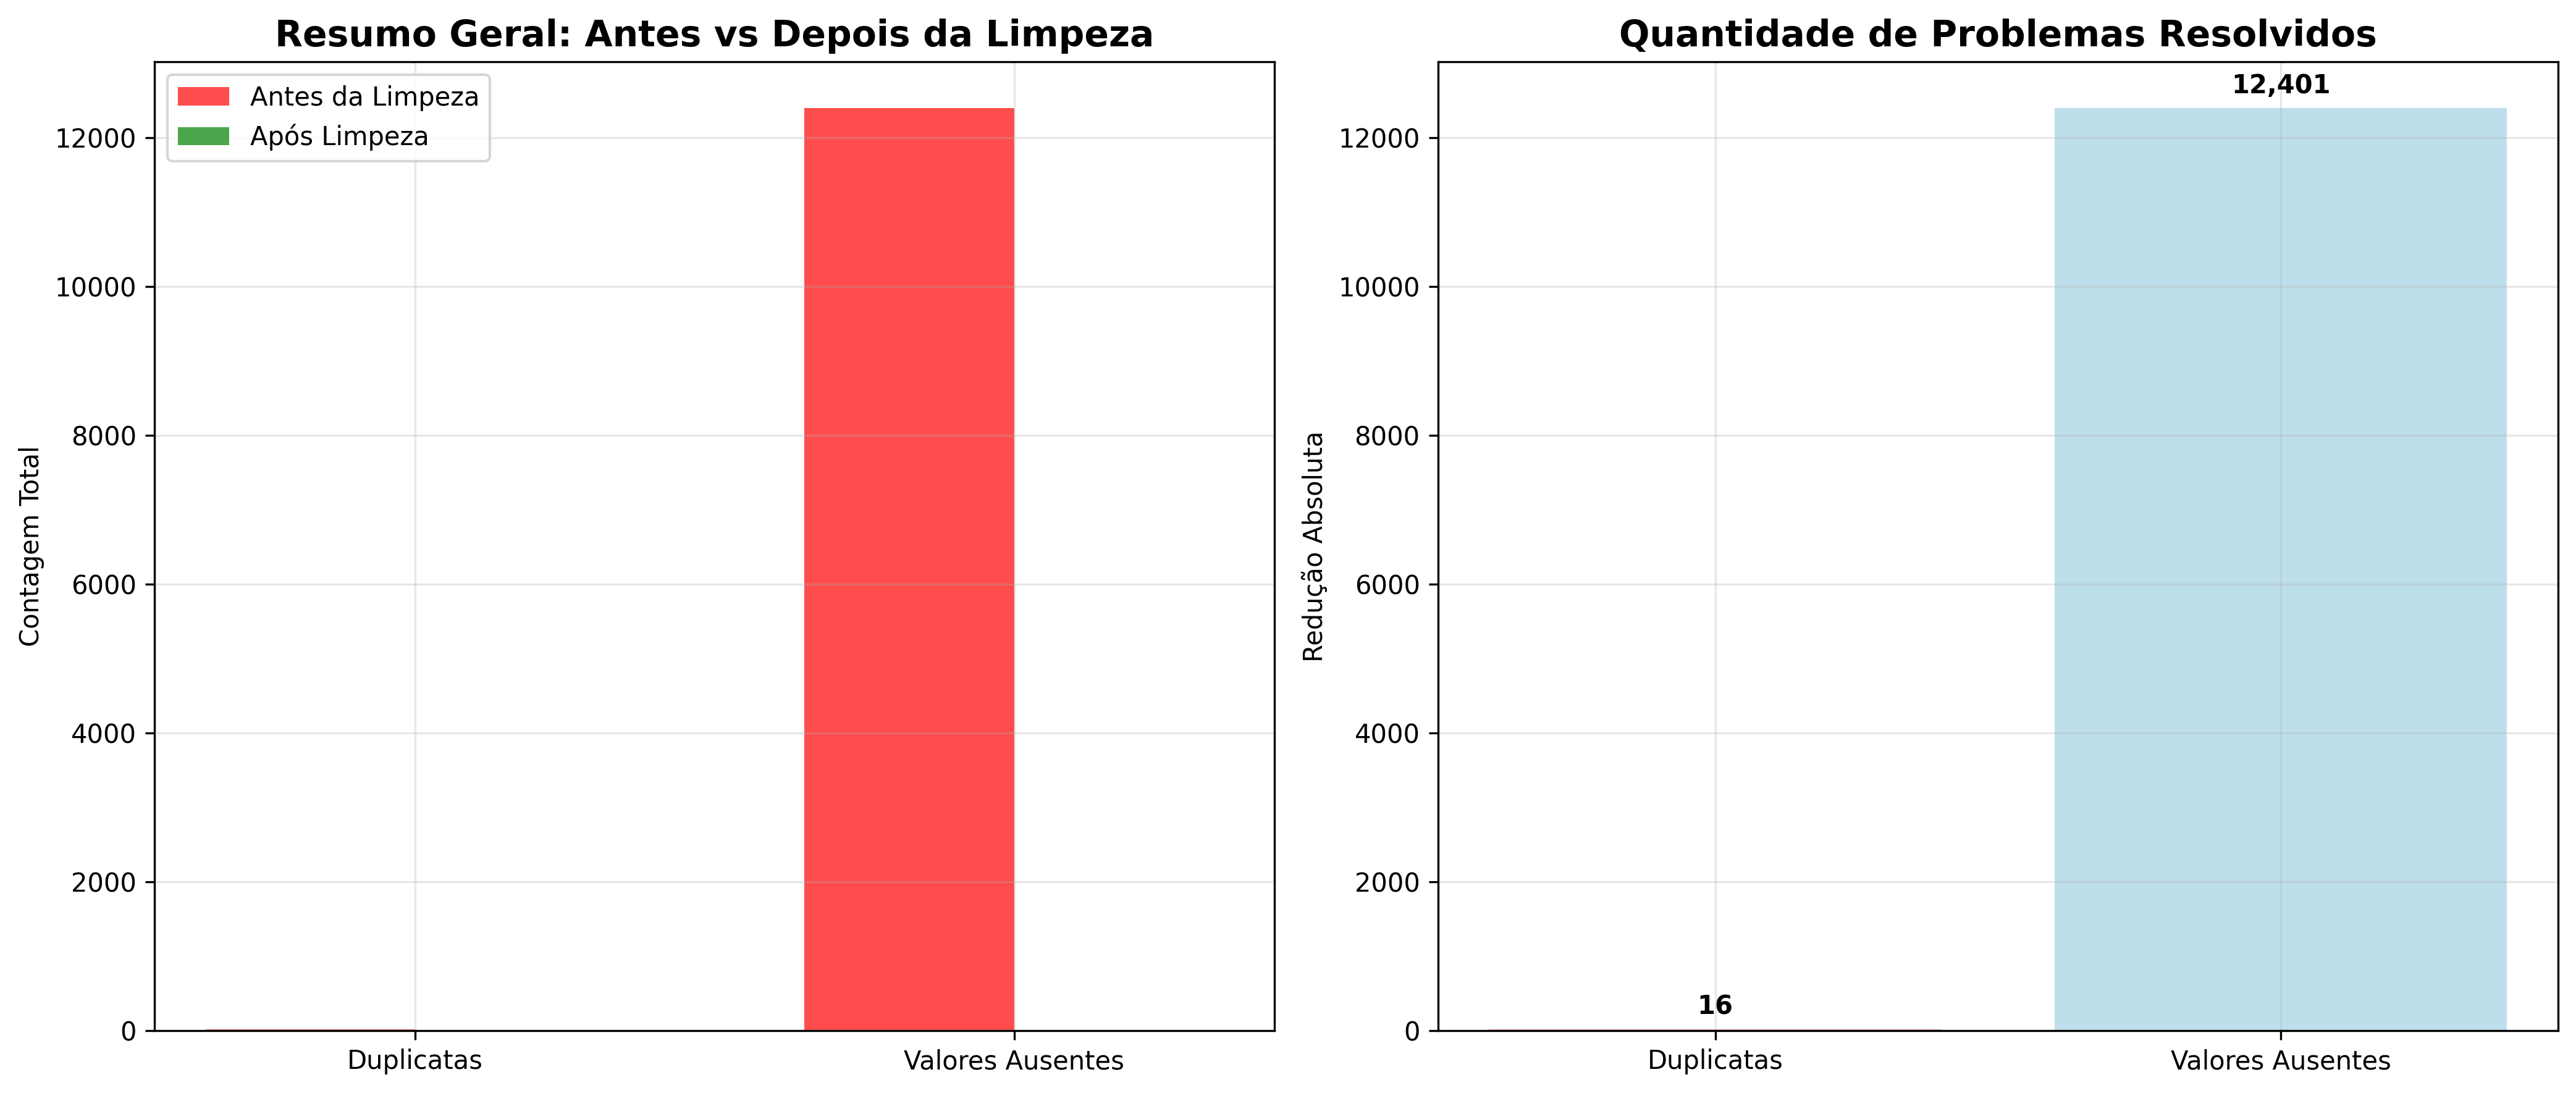 Resumo Geral: Antes vs Depois da Limpeza
Antes da Limpeza
Após Limpeza
Contagem Total
12000
10000
8000
6000
4000
2000
0
Duplicatas
Valores Ausentes
Quantidade de Problemas Resolvidos
Redução Absoluta
12000
10000
8000
6000
4000
2000
0
12,401
16
Duplicatas
Valores Ausentes